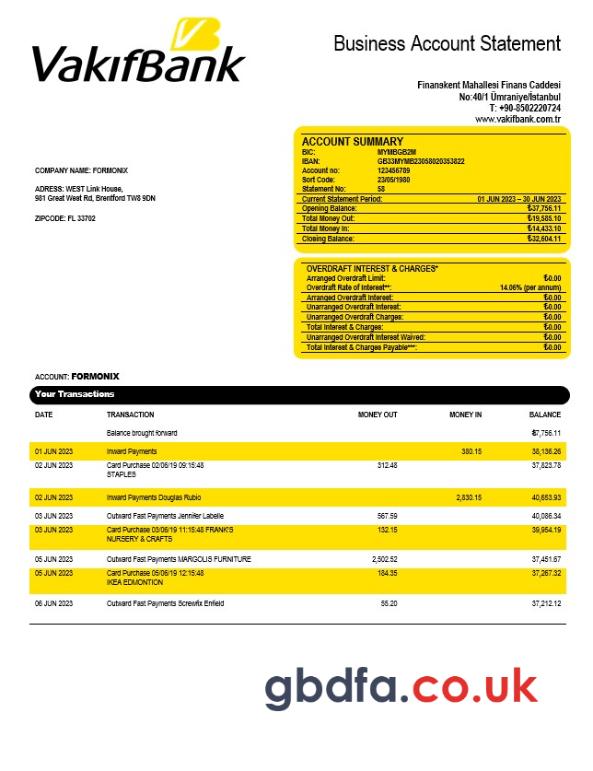 VakıfBank
Business Account Statement
Finanskent Mahallesi Finans Caddesi
No:40/1 Ümraniye/İstanbul
T: +90-8502220724
www.vakifbank.com.tr
COMPANY NAME: FORMONIX
ADRESS: WEST Link House,
981 Great West Rd, Brentford TW8 9DN
ZIPCODE: FL 33702
ACCOUNT SUMMARY
BIC: MYMBGB2M
IBAN: GB33MYMB23058020353822
Account no: 123456789
Sort Code: 23/05/1980
Statement No: 58
Current Statement Period: 01 JUN 2023 – 30 JUN 2023
Opening Balance: ₺37,756.11
Total Money Out: ₺19,585.10
Total Money In: ₺14,433.10
Closing Balance: ₺32,604.11
OVERDRAFT INTEREST & CHARGES*
Arranged Overdraft Limit: ₺0.00
Overdraft Rate of Interest**: 14.06% (per annum)
Arranged Overdraft Interest: ₺0.00
Unarranged Overdraft Interest: ₺0.00
Unarranged Overdraft Charges: ₺0.00
Total Interest & Charges: ₺0.00
Unarranged Overdraft Interest Waived: ₺0.00
Total Interest & Charges Payable***: ₺0.00
ACCOUNT: FORMONIX
Your Transactions
DATE TRANSACTION MONEY OUT MONEY IN BALANCE
Balance brought forward 87,756.11
01 JUN 2023 Inward Payments 380.15 38,136.26
02 JUN 2023 Card Purchase 02/06/19 09:15:48 312.48 37,823.78
STAPLES
02 JUN 2023 Inward Payments Douglas Rubio 2,830.15 40,653.93
03 JUN 2023 Outward Fast Payments Jennifer Labelle 567.59 40,086.34
03 JUN 2023 Card Purchase 03/06/19 11:15:48 FRANK'S 132.15 39,954.19
NURSERY & CRAFTS
05 JUN 2023 Outward Fast Payments MARGOLIS FURNITURE 2,502.52 37,451.67
05 JUN 2023 Card Purchase 05/06/19 12:15:48 184.35 37,267.32
IKEA EDMONTION
06 JUN 2023 Outward Fast Payments Screwfix Enfield 55.20 37,212.12
gbdfa.co.uk